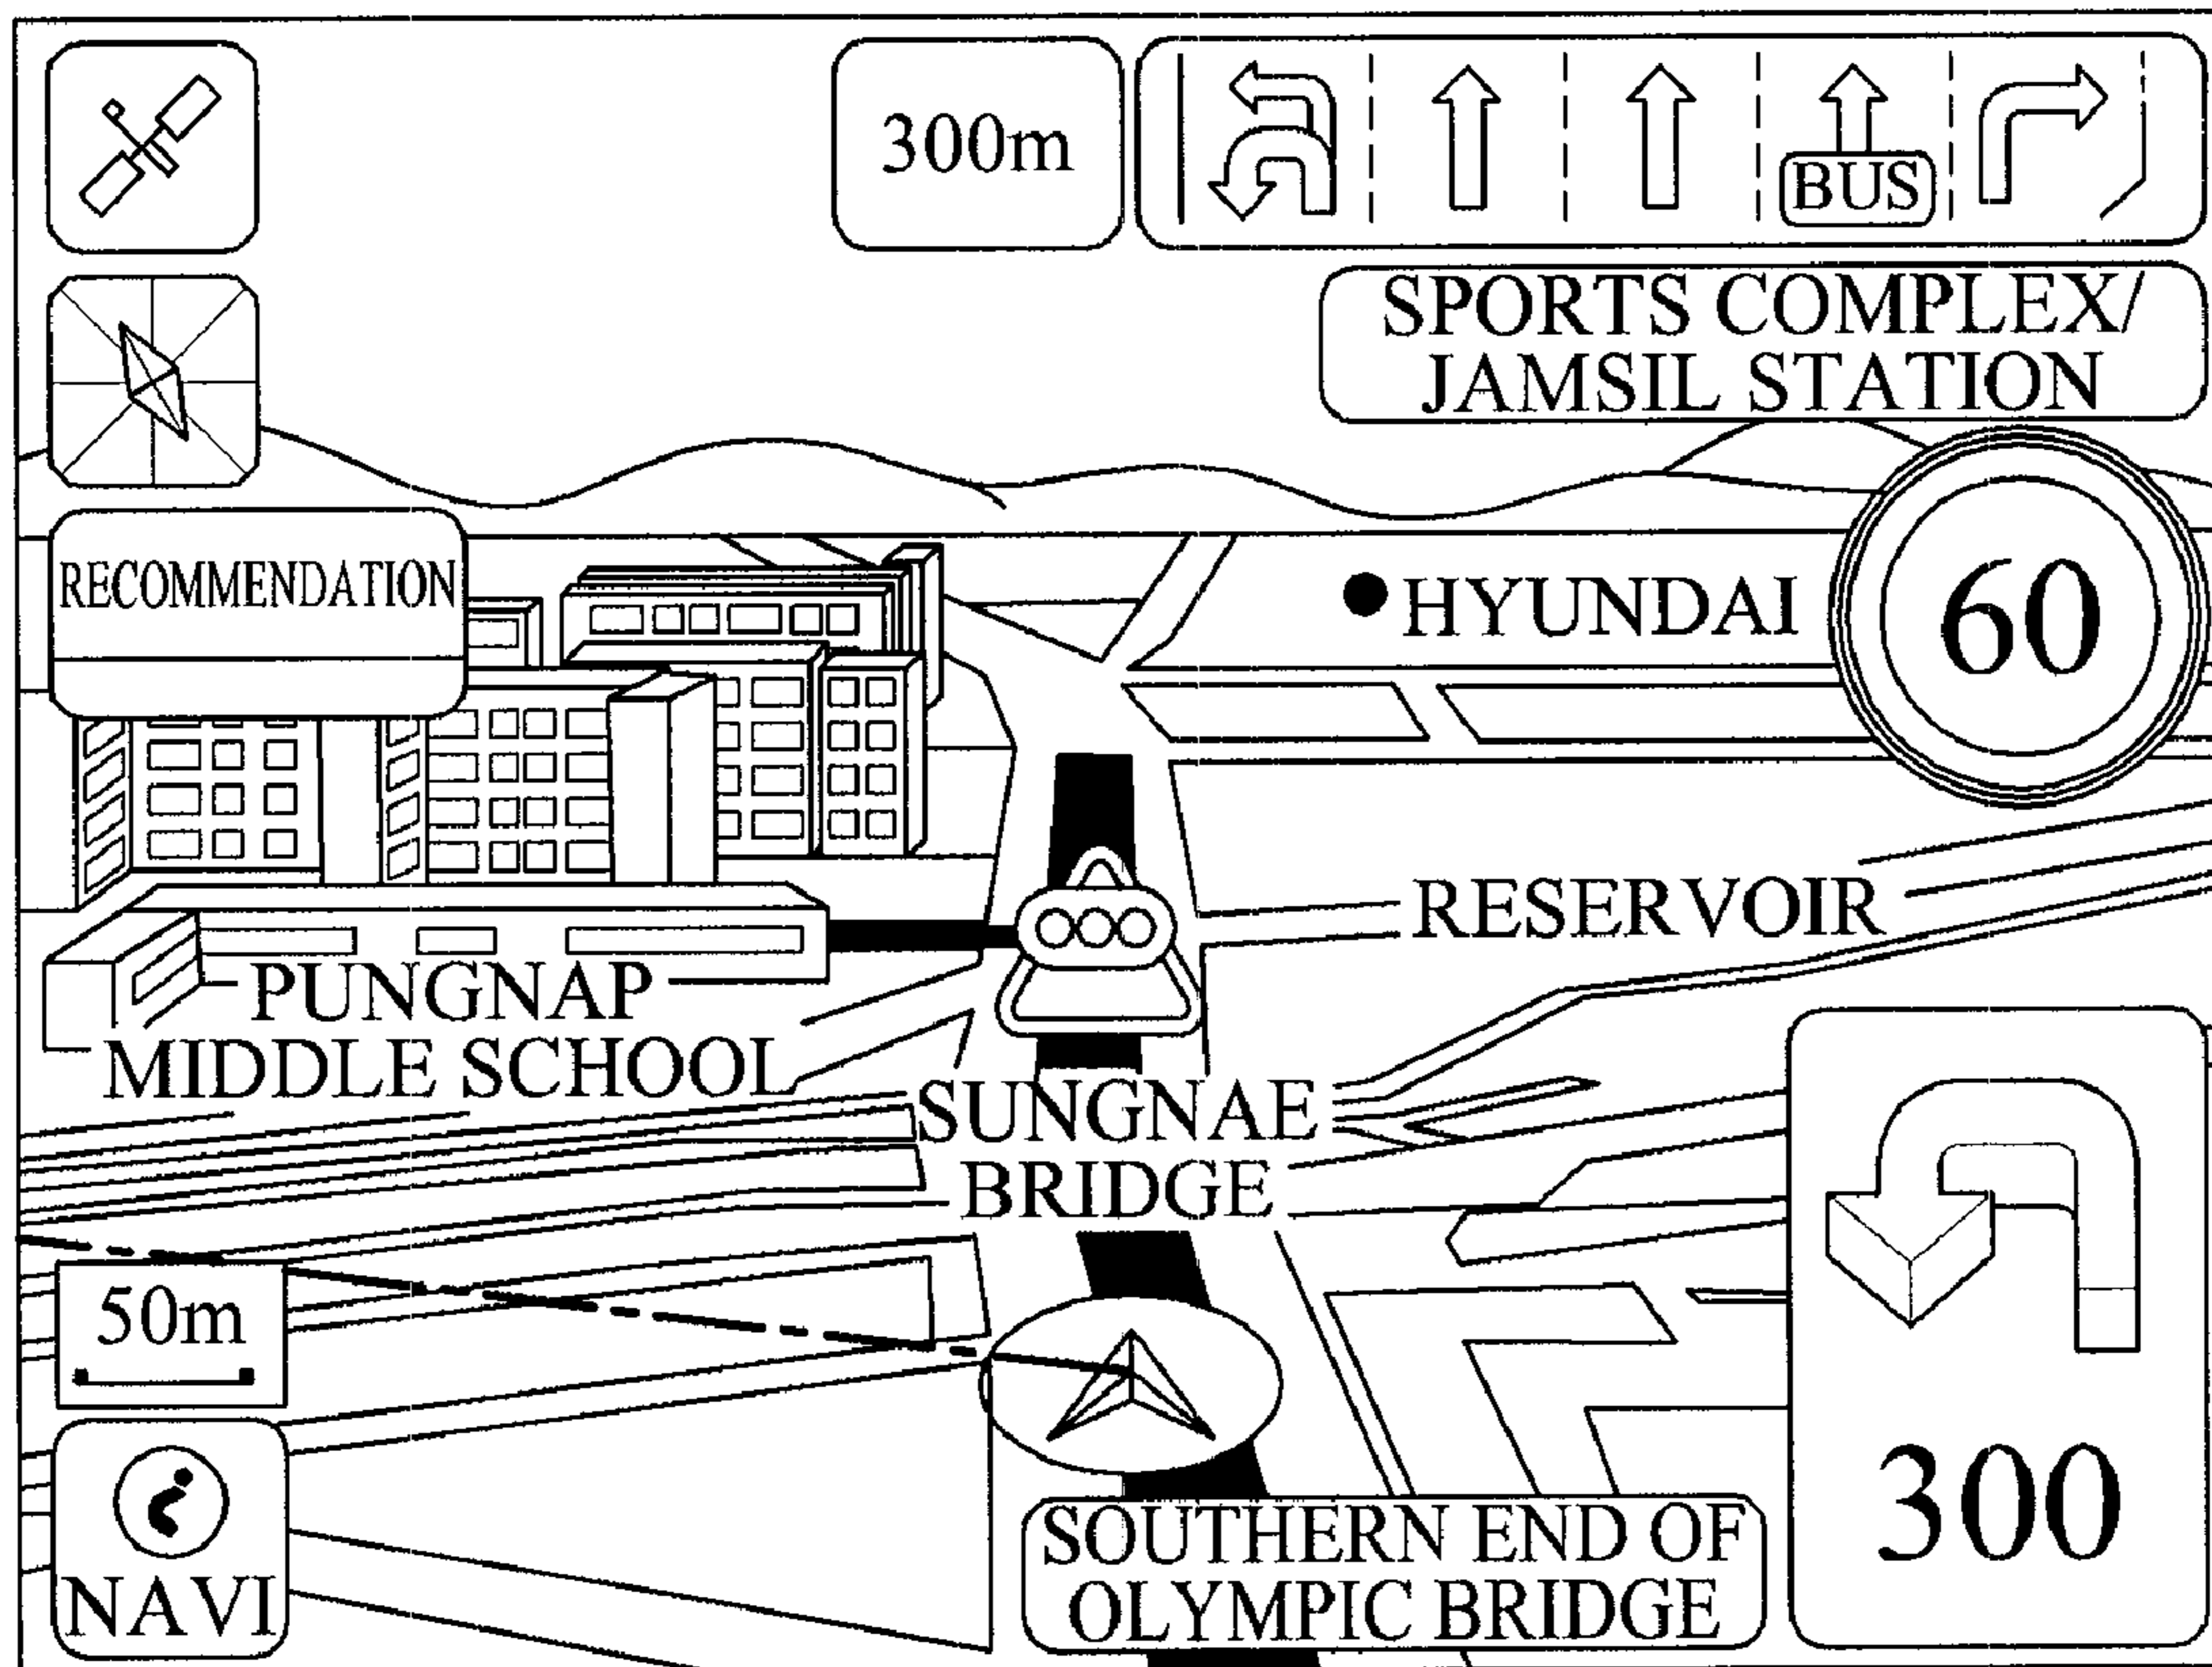 300m
BUS
SPORTS COMPLEX/
JAMSIL STATION
RECOMMENDATION
HYUNDAI
60
RESERVOIR
PUNGNAP
MIDDLE SCHOOL
SUNGNAE
BRIDGE
50m
300
NAVI
SOUTHERN END OF
OLYMPIC BRIDGE